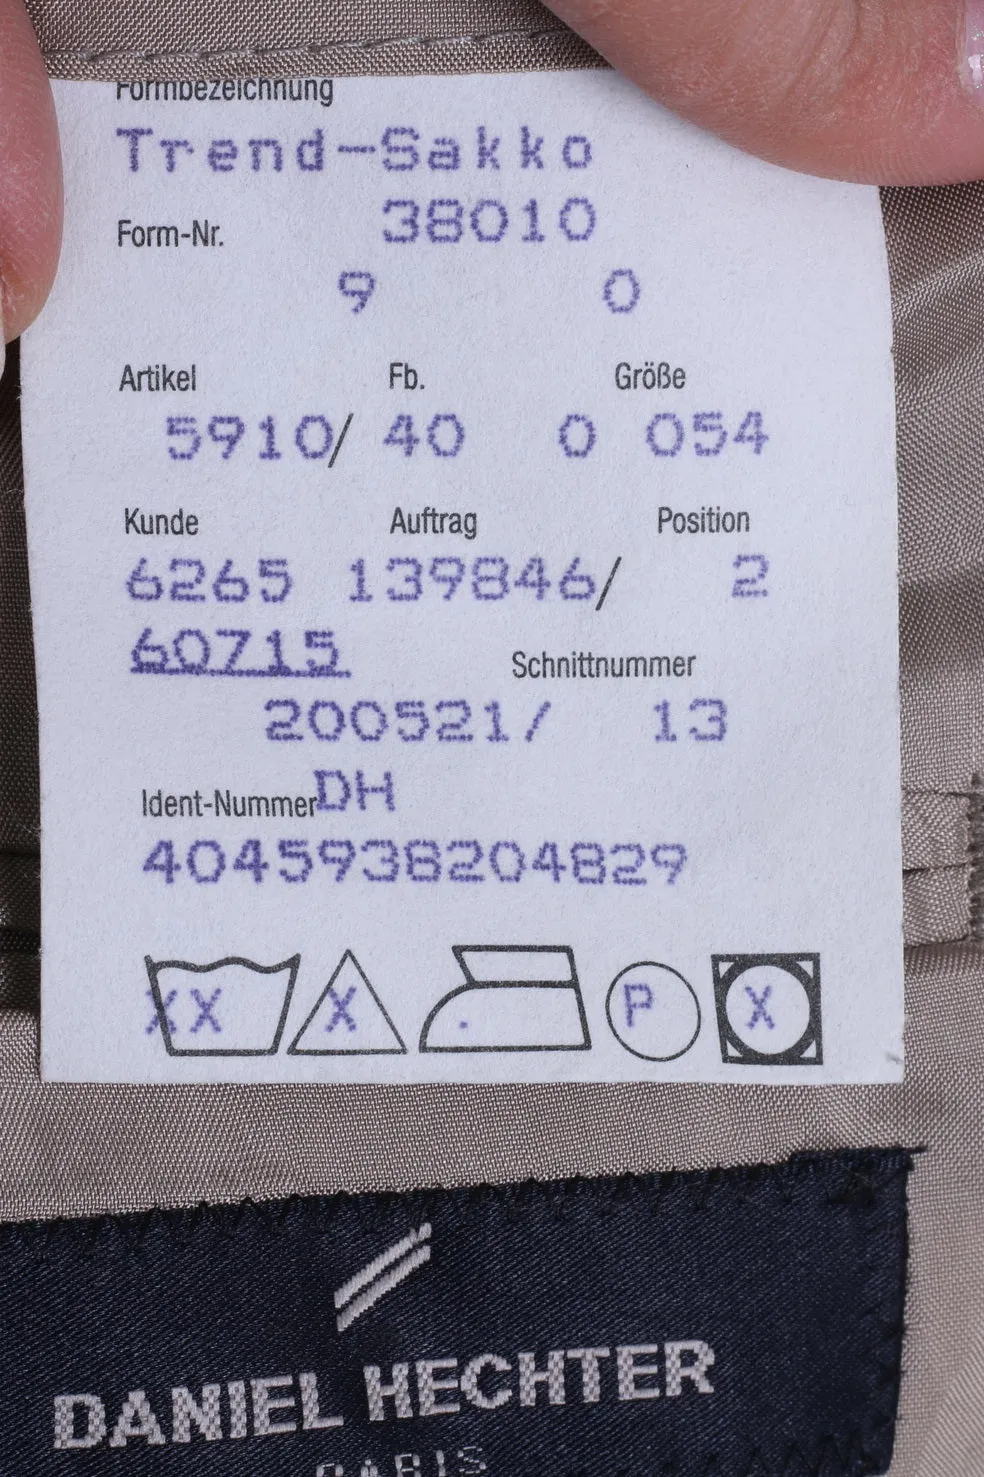 Formbezeichnung
Trend-Sakko
Form-Nr. 38010
9 0
Artikel Fb. Größe
5910/ 40 0 054
Kunde Auftrag Position
6265 139846/ 2
60715
Schnittnummer
200521/ 13
Ident-Nummer DH
4045938204829
XX X . P X
DANIEL HECHTER
PARIS